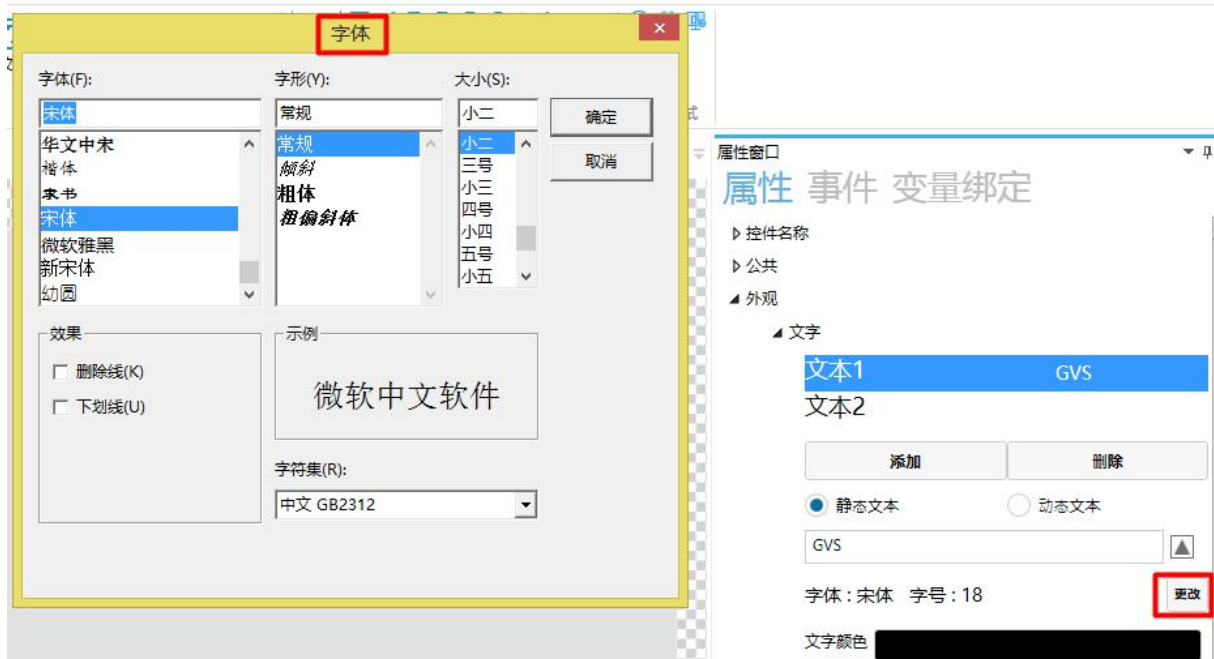 字体
字体(F):
字形(Y):
大小(S):
宋体
常规
小二
确定
取消
华文中宋
楷体
隶书
宋体
微软雅黑
新宋体
幼圆
常规
倾斜
粗体
粗偏斜体
小二
三号
小三
四号
小四
五号
小五
效果
删除线(K)
下划线(U)
示例
微软中文软件
字符集(R):
中文 GB2312
试
属性窗口
属性 事件 变量绑定
控件名称
公共
外观
文字
文本1 GVS
文本2
添加 删除
静态文本 动态文本
GVS
字体 : 宋体 字号 : 18 更改
文字颜色